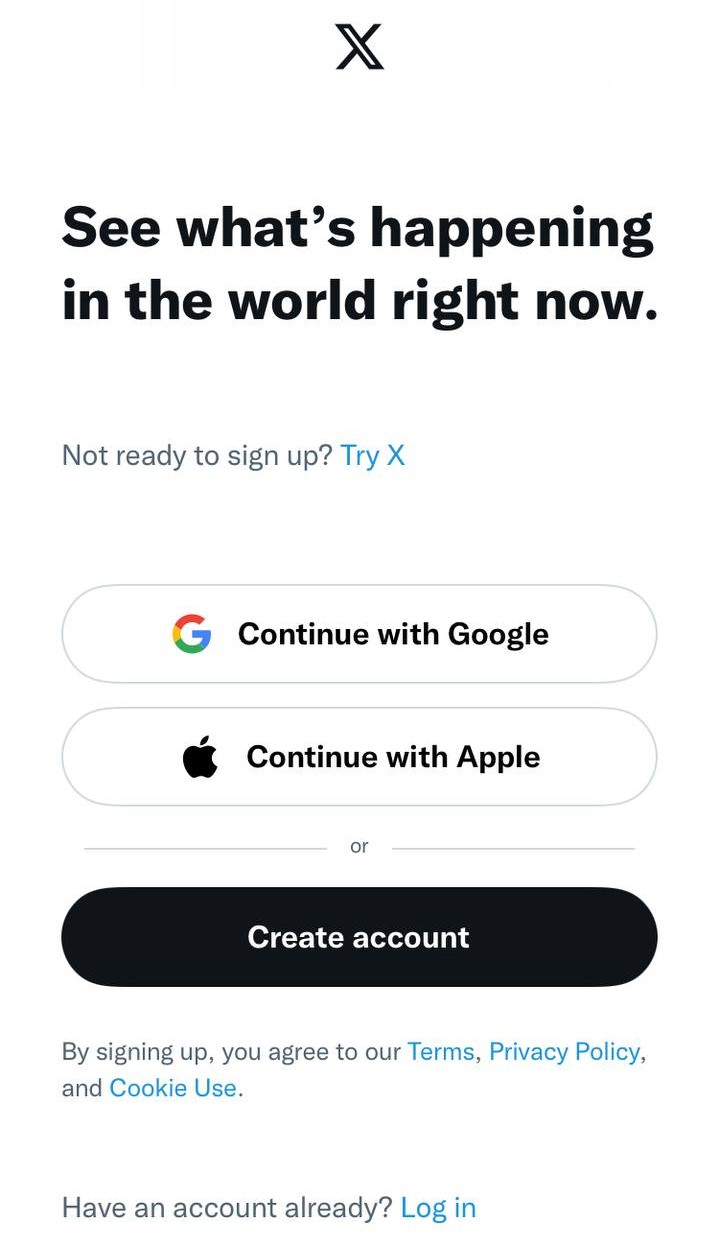 See what’s happening
in the world right now.
Not ready to sign up? Try X
Continue with Google
Continue with Apple
or
Create account
By signing up, you agree to our Terms, Privacy Policy,
and Cookie Use.
Have an account already? Log in